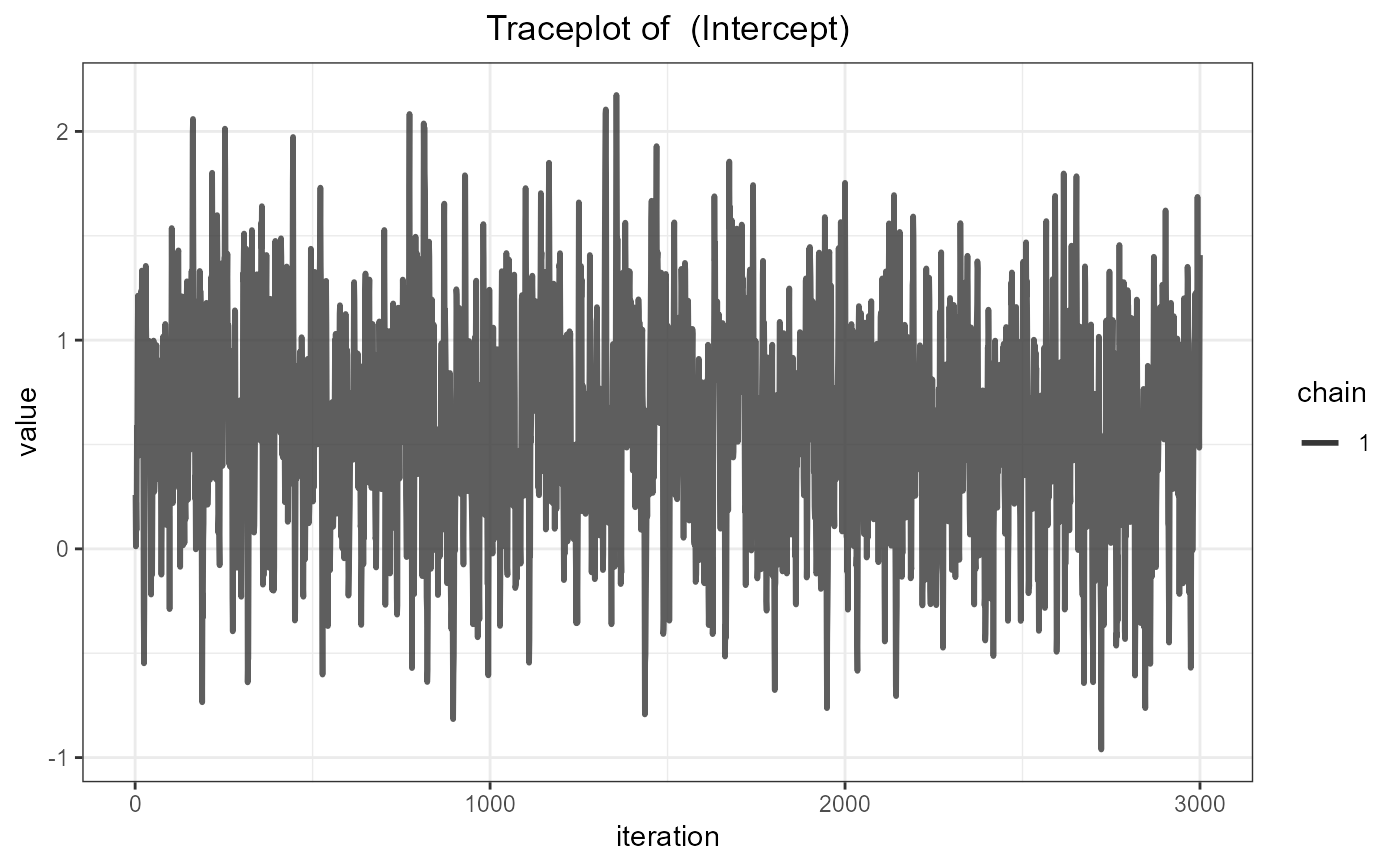 Traceplot of  (Intercept)
2
1
0
-1
value
0 1000 2000 3000
iteration
chain
1